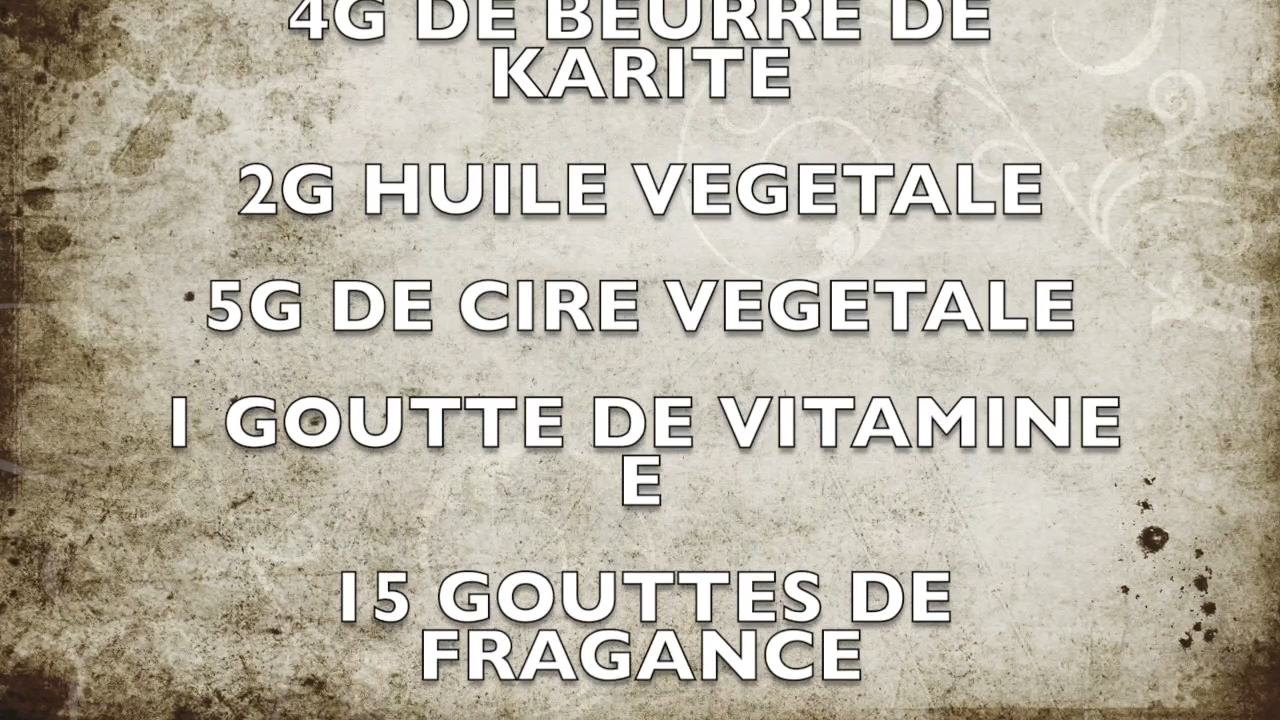 4G DE BEURRE DE
KARITE
2G HUILE VEGETALE
5G DE CIRE VEGETALE
1 GOUTTE DE VITAMINE
E
15 GOUTTES DE
FRAGANCE